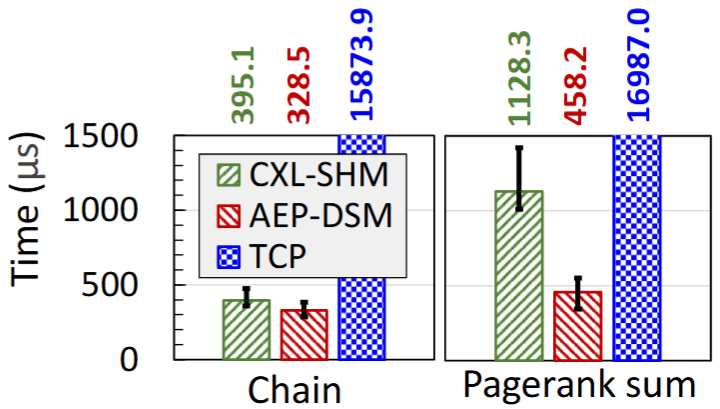 395.1 328.5 15873.9 1128.3 458.2 16987.0
Time (µs)
1500
1000
500
0
CXL-SHM
AEP-DSM
TCP
Chain Pagerank sum